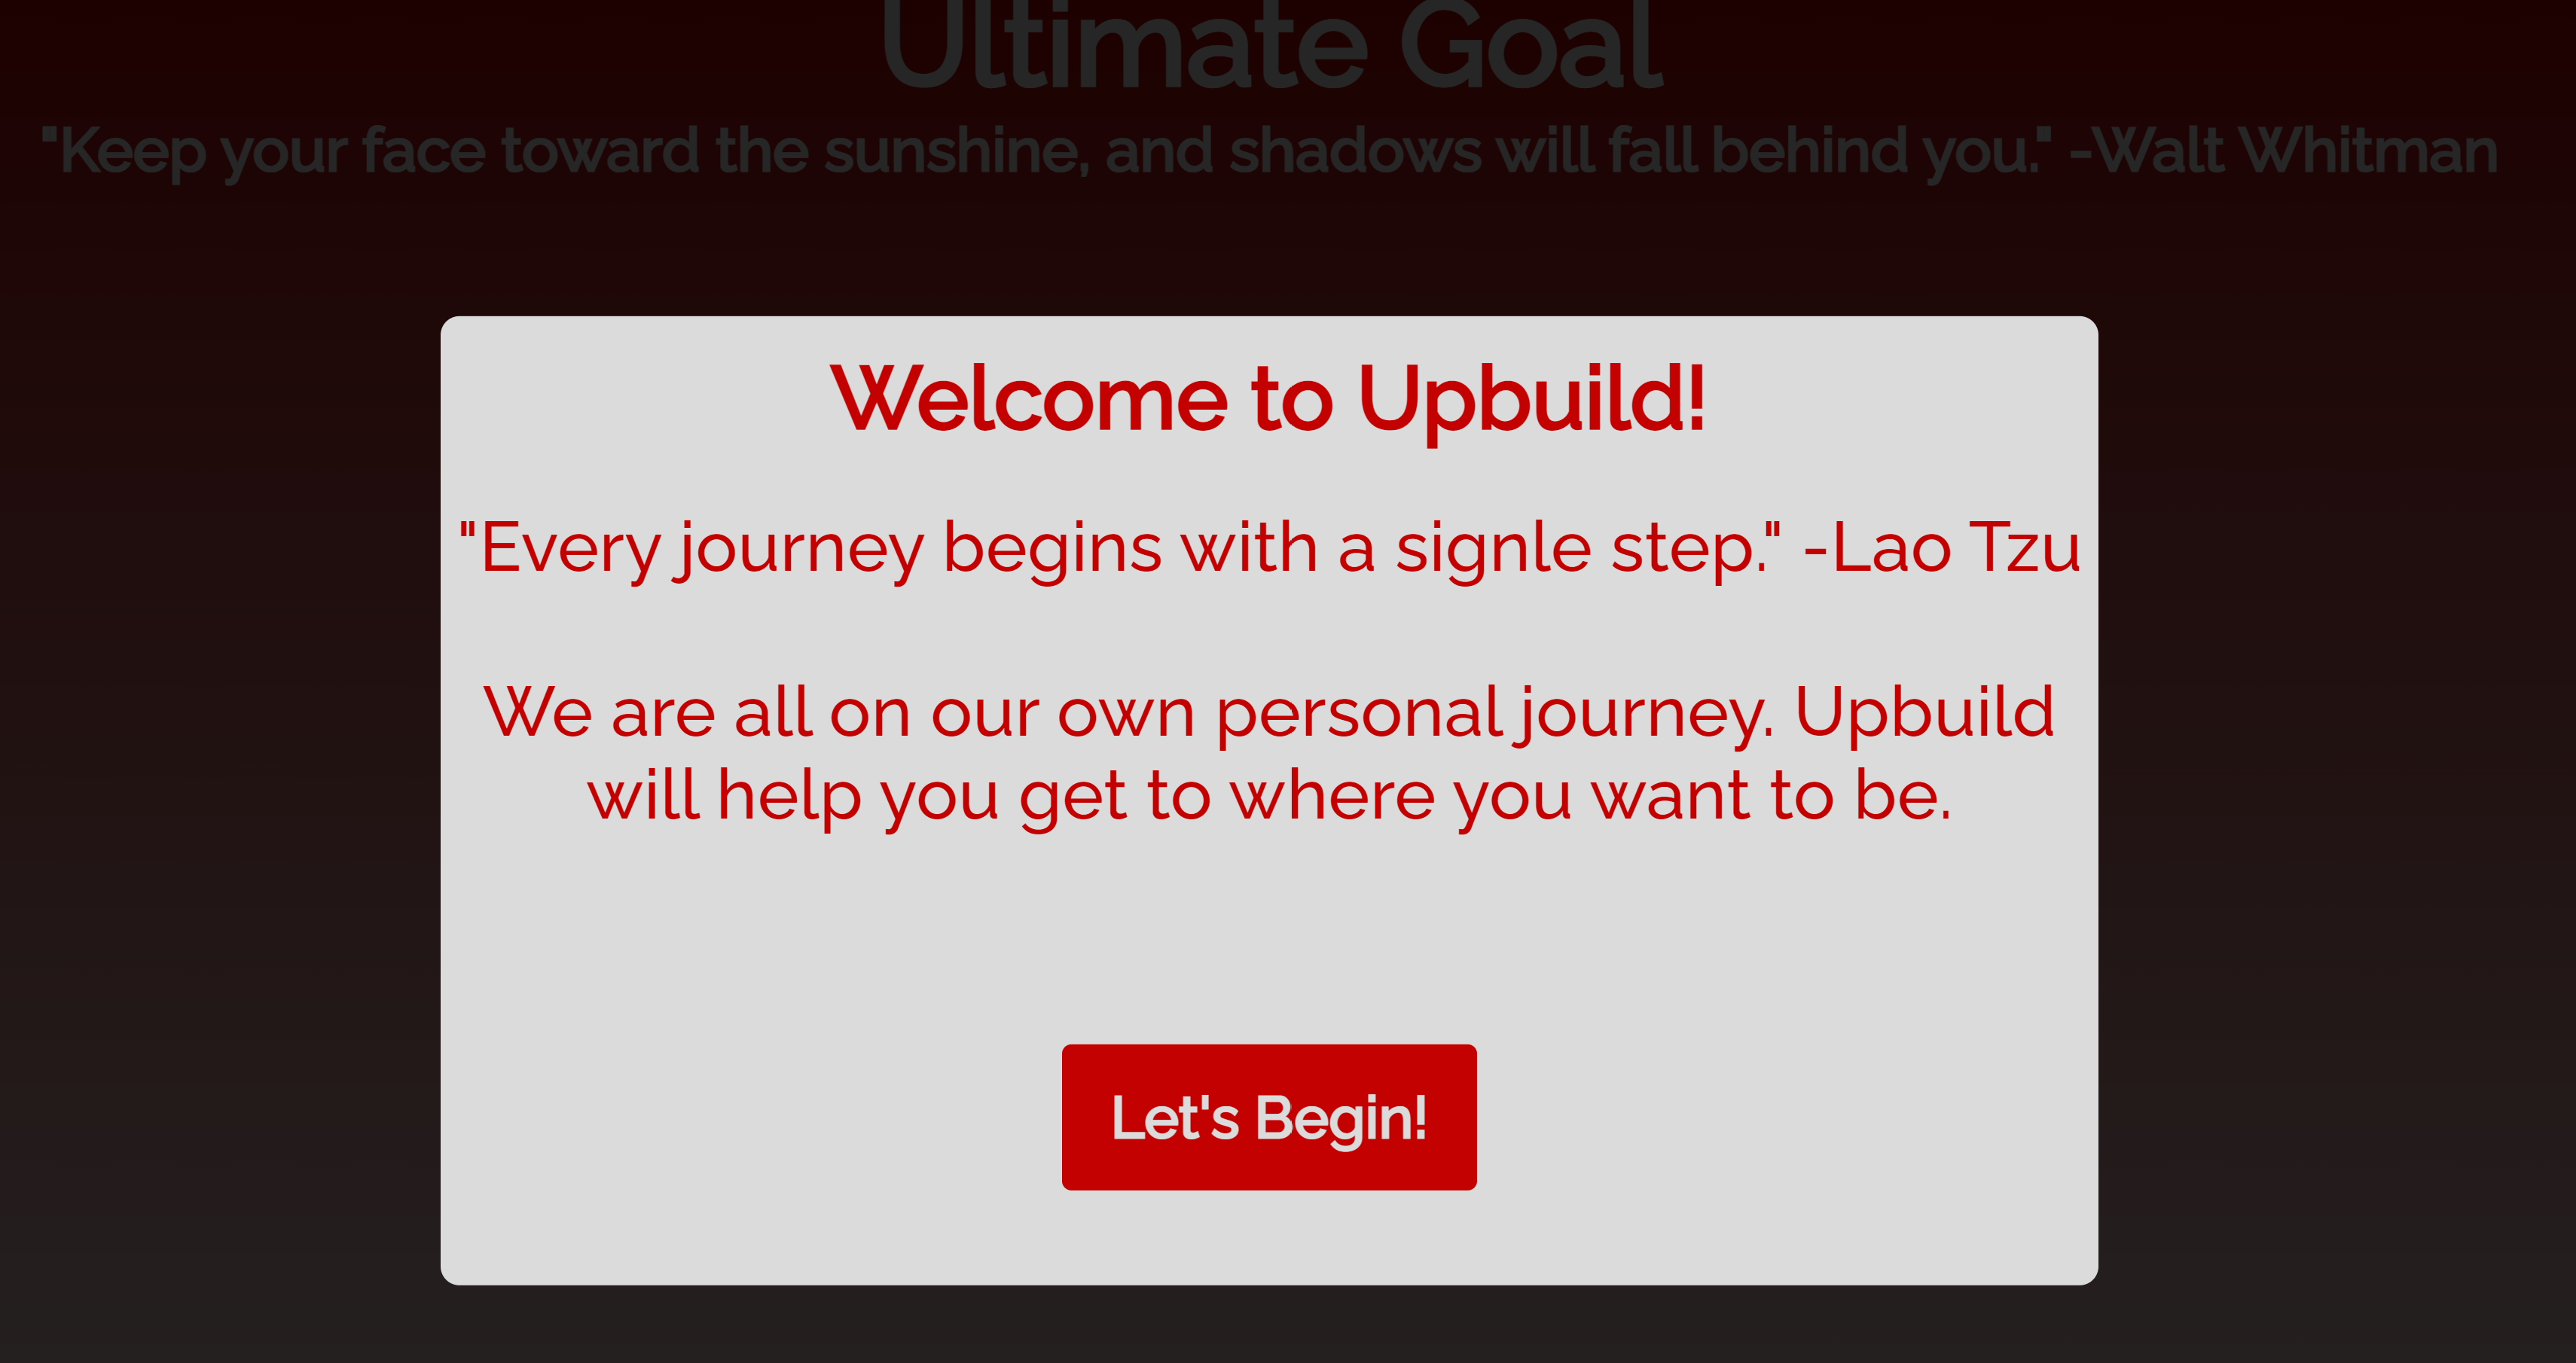 Ultimate Goal
"Keep your face toward the sunshine, and shadows will fall behind you." -Walt Whitman
Welcome to Upbuild!
"Every journey begins with a signle step." -Lao Tzu
We are all on our own personal journey. Upbuild
will help you get to where you want to be.
Let's Begin!